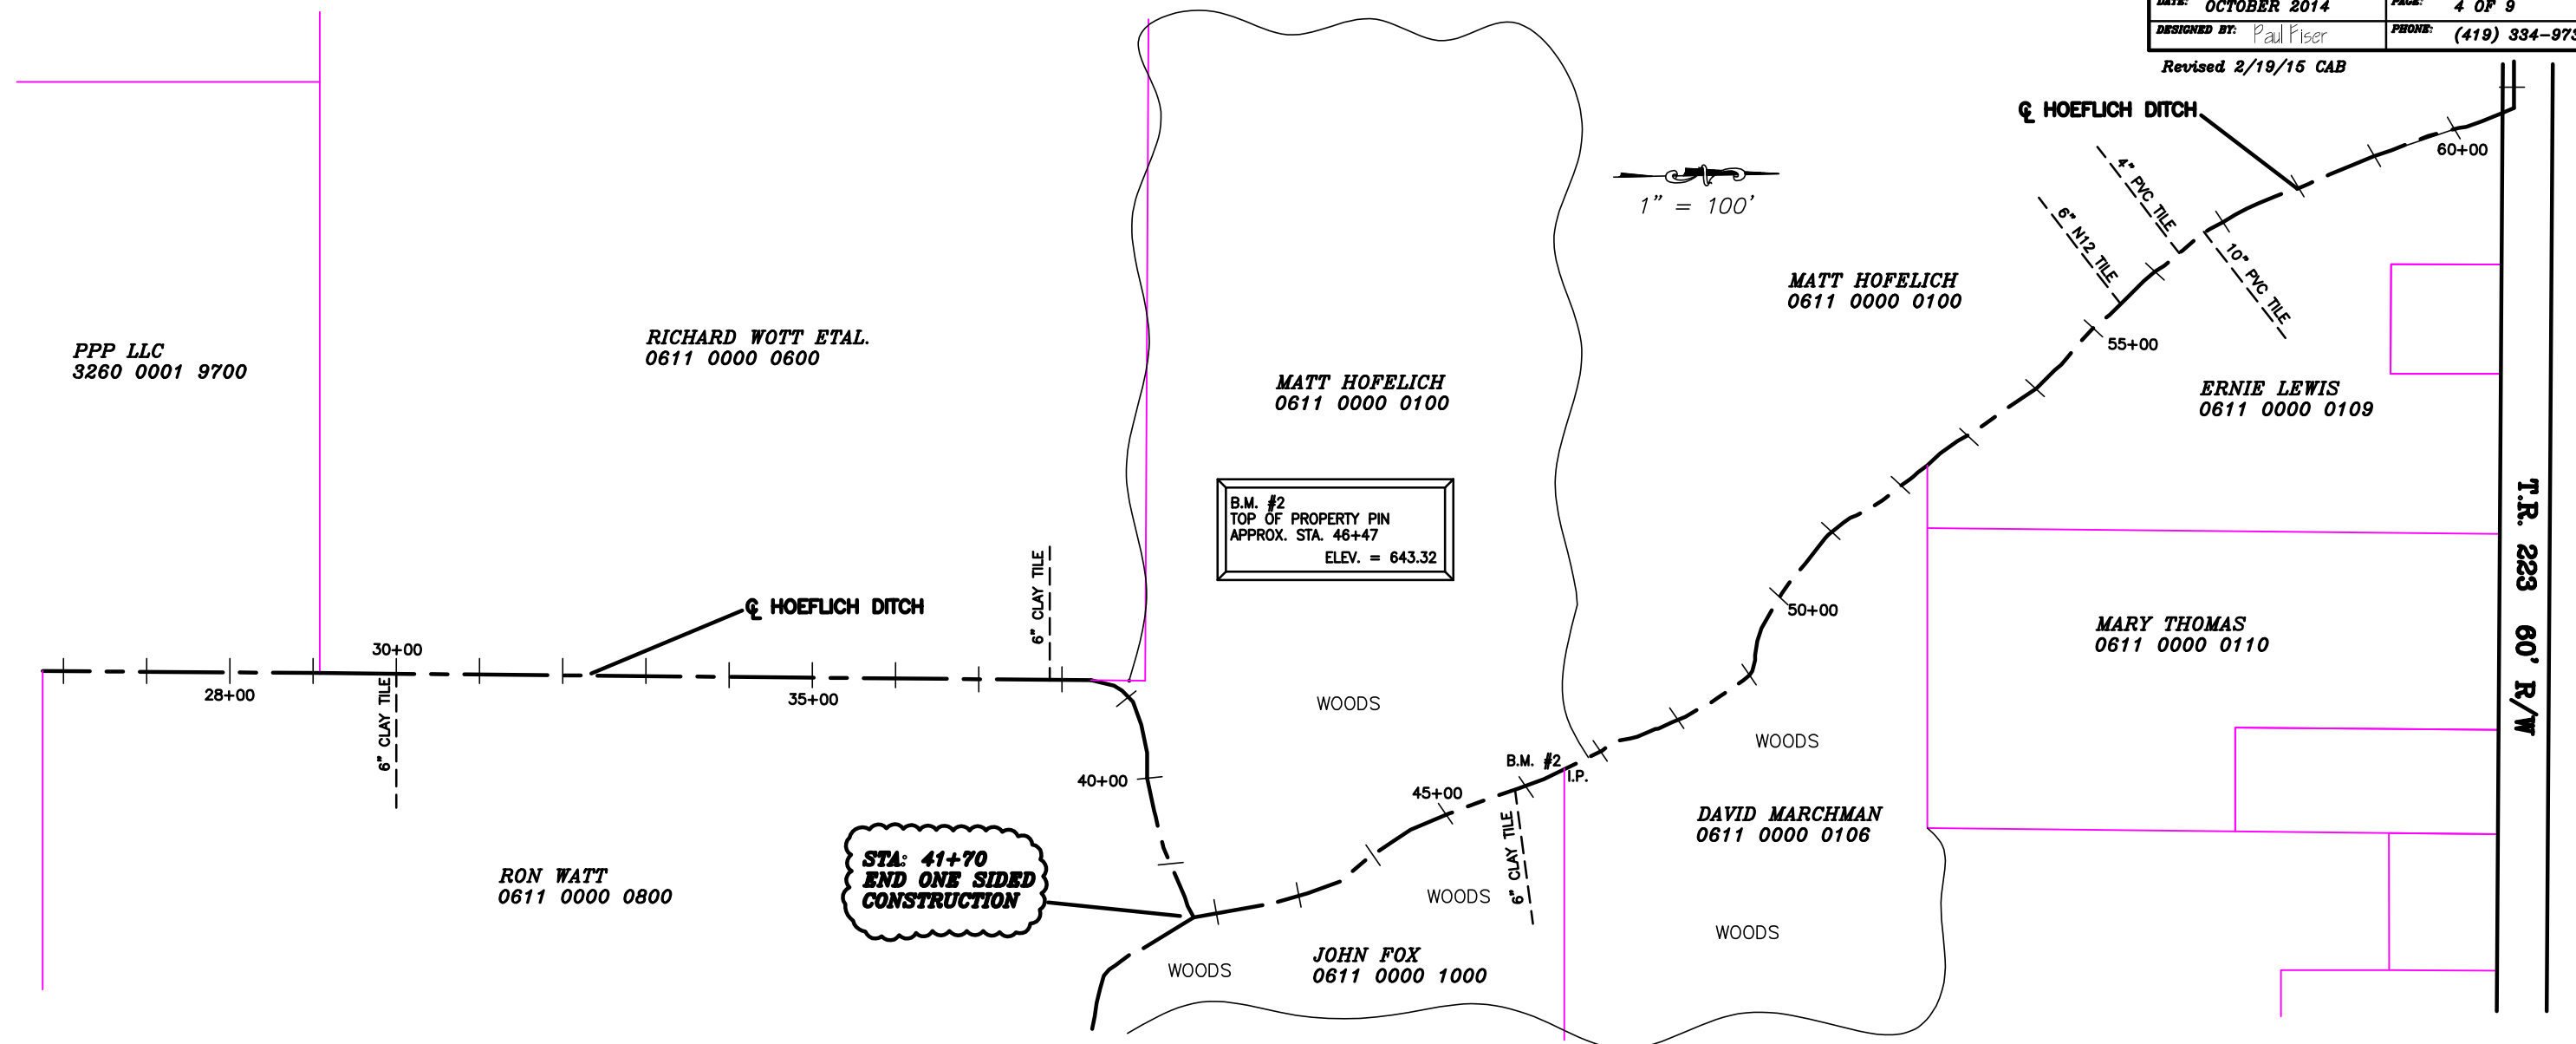 DATE: OCTOBER 2014
PAGE: 4 OF 9
DESIGNED BY: Paul Fiser
PHONE: (419) 334-973
Revised 2/19/15 CAB
℄ HOEFLICH DITCH
60+00
4" PVC TILE
6" N12 TILE
10" PVC TILE
1" = 100'
MATT HOFELICH
0611 0000 0100
55+00
PPP LLC
3260 0001 9700
RICHARD WOTT ETAL.
0611 0000 0600
MATT HOFELICH
0611 0000 0100
ERNIE LEWIS
0611 0000 0109
B.M. #2
TOP OF PROPERTY PIN
APPROX. STA. 46+47
ELEV. = 643.32
T.R. 223 60' R/W
6" CLAY TILE
℄ HOEFLICH DITCH
50+00
MARY THOMAS
0611 0000 0110
30+00
28+00
35+00
6" CLAY TILE
WOODS
WOODS
B.M. #2
I.P.
40+00
45+00
6" CLAY TILE
DAVID MARCHMAN
0611 0000 0106
STA: 41+70
END ONE SIDED
CONSTRUCTION
RON WATT
0611 0000 0800
WOODS
WOODS
JOHN FOX
0611 0000 1000
WOODS